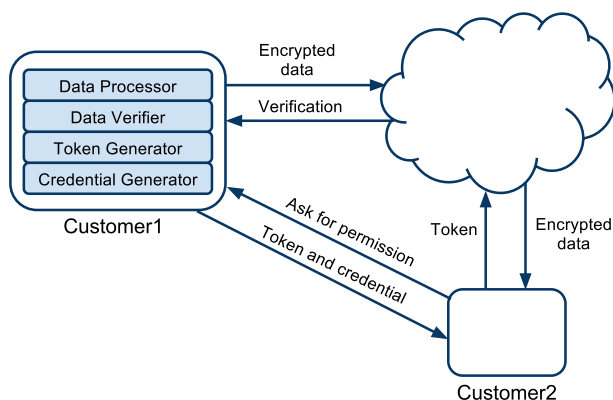 Encrypted
data
Data Processor
Data Verifier
Verification
Token Generator
Credential Generator
Customer1
Ask for permission
Token and credential
Token
Encrypted
data
Customer2